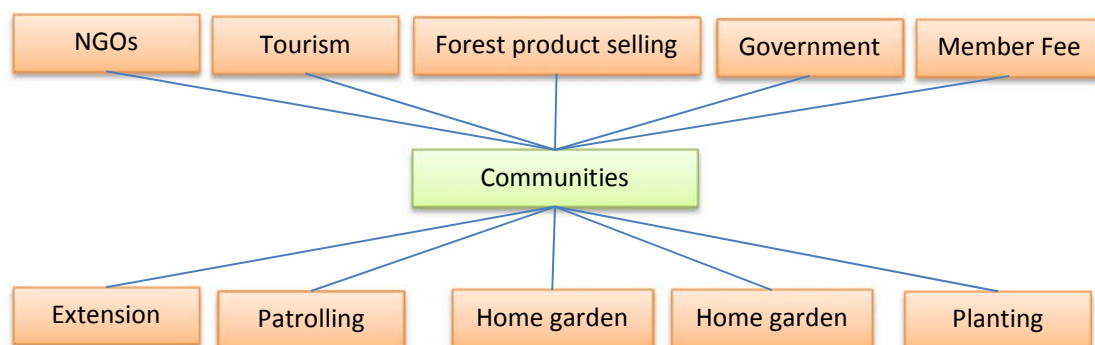 NGOs
Tourism
Forest product selling
Government
Member Fee
Communities
Extension
Patrolling
Home garden
Home garden
Planting